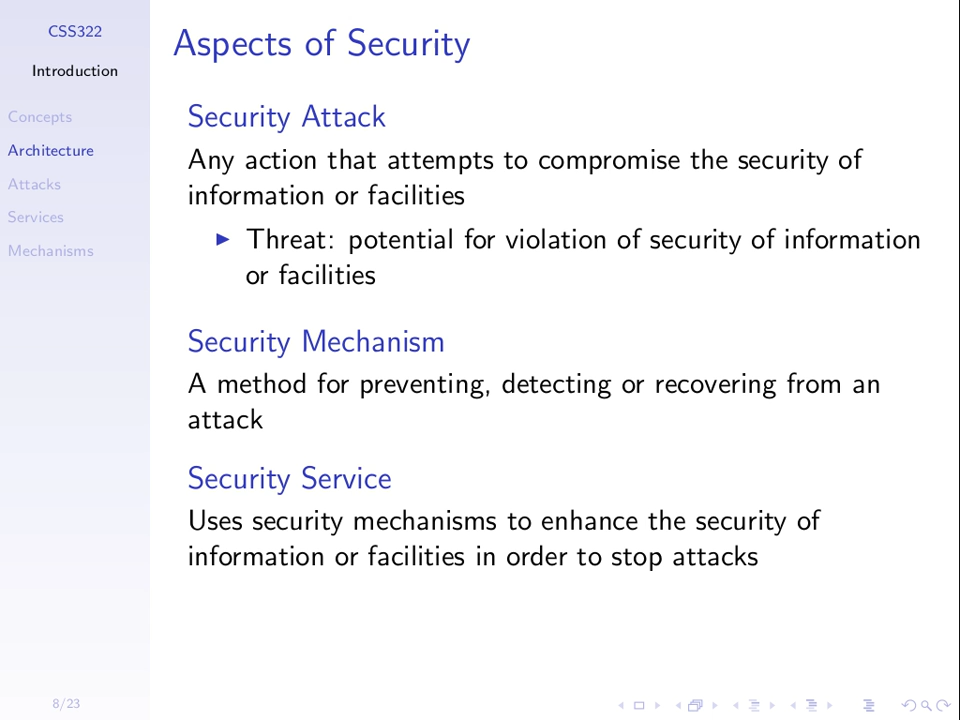 CSS322
Introduction
Concepts
Architecture
Attacks
Services
Mechanisms
8/23
Aspects of Security
Security Attack
Any action that attempts to compromise the security of
information or facilities
Threat: potential for violation of security of information
or facilities
Security Mechanism
A method for preventing, detecting or recovering from an
attack
Security Service
Uses security mechanisms to enhance the security of
information or facilities in order to stop attacks